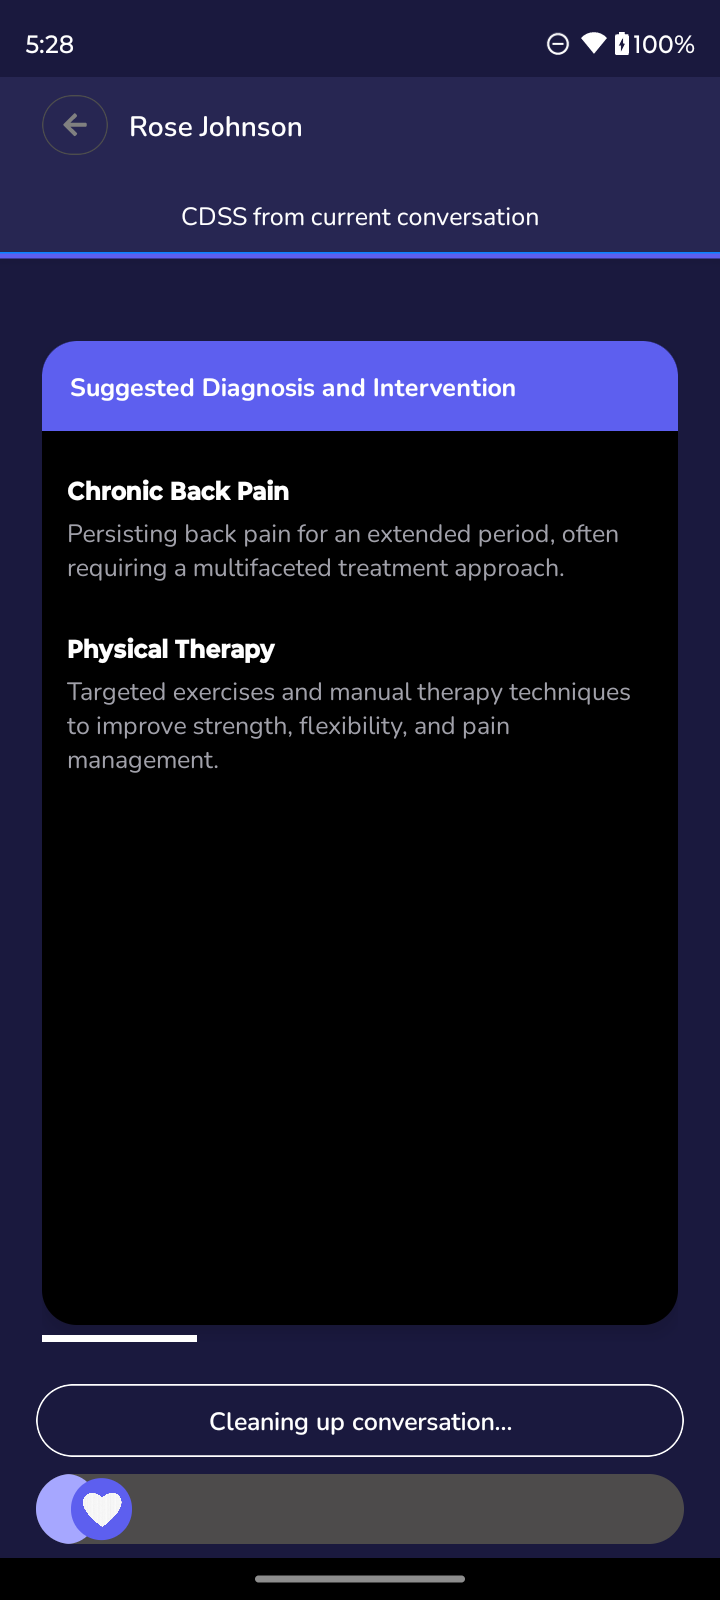 5:28
100%
Rose Johnson
CDSS from current conversation
Suggested Diagnosis and Intervention
Chronic Back Pain
Persisting back pain for an extended period, often
requiring a multifaceted treatment approach.
Physical Therapy
Targeted exercises and manual therapy techniques
to improve strength, flexibility, and pain
management.
Cleaning up conversation...